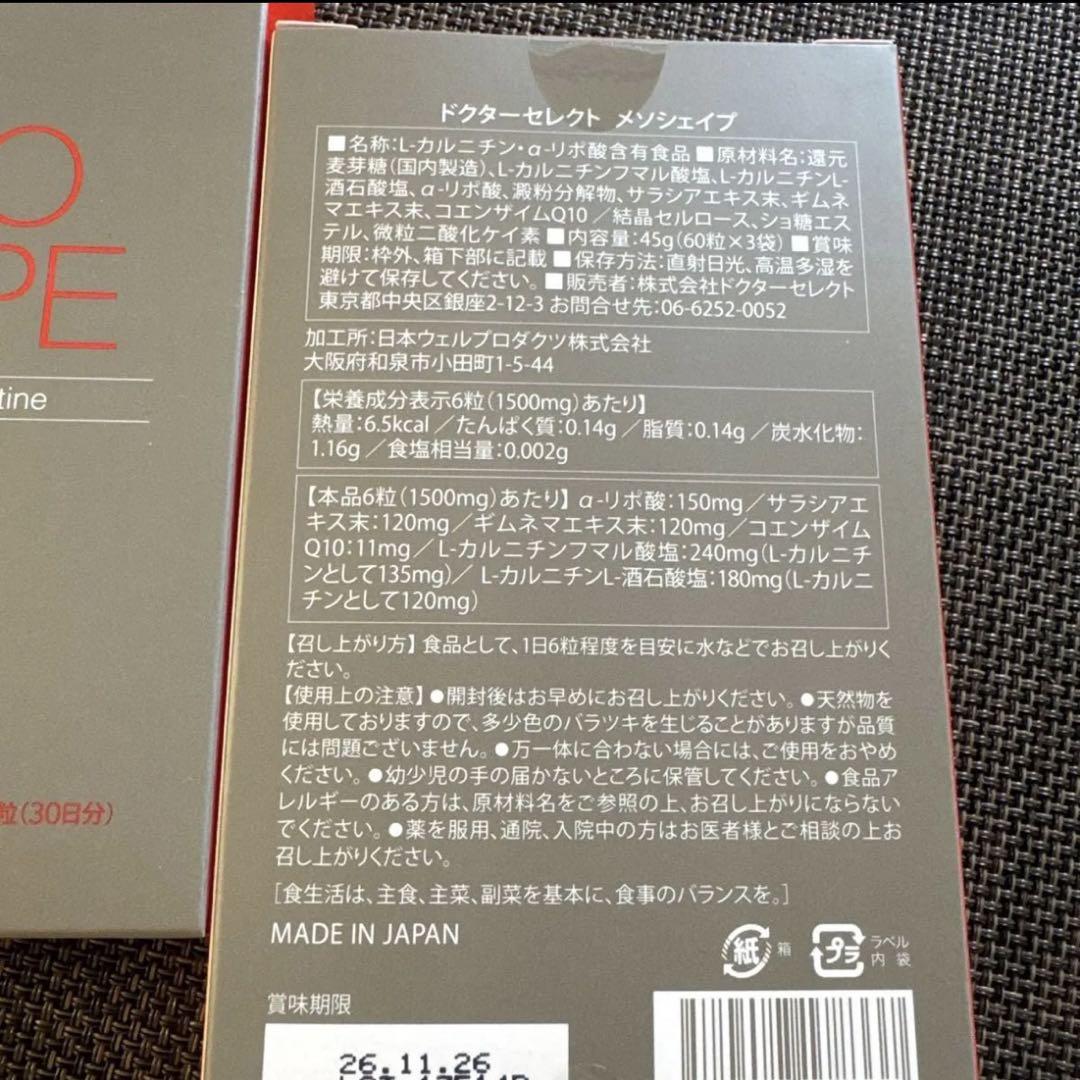 O
PE
tine
粒(30日分)
ドクターセレクト メソシェイプ
■名称:L-カルニチン・α-リポ酸含有食品 ■原材料名:還元
麦芽糖(国内製造)、L-カルニチンフマル酸塩、L-カルニチンL-
酒石酸塩、α-リポ酸、澱粉分解物、サラシアエキス末、ギムネ
マエキス末、コエンザイムQ10／結晶セルロース、ショ糖エス
テル、微粒二酸化ケイ素 ■内容量:45g(60粒×3袋) ■賞味
期限:枠外、箱下部に記載 ■保存方法:直射日光、高温多湿を
避けて保存してください。■販売者:株式会社ドクターセレクト
東京都中央区銀座2-12-3 お問合せ先:06-6252-0052
加工所:日本ウェルプロダクツ株式会社
大阪府和泉市小田町1-5-44
【栄養成分表示6粒(1500mg)あたり】
熱量:6.5kcal／たんぱく質:0.14g／脂質:0.14g／炭水化物:
1.16g／食塩相当量:0.002g
【本品6粒(1500mg)あたり】α-リポ酸:150mg／サラシアエ
キス末:120mg／ギムネマエキス末:120mg／コエンザイム
Q10:11mg／L-カルニチンフマル酸塩:240mg(L-カルニチ
ンとして135mg)／L-カルニチンL-酒石酸塩:180mg(L-カルニ
チンとして120mg)
【召し上がり方】食品として、1日6粒程度を目安に水などでお召し上がりく
ださい。
【使用上の注意】●開封後はお早めにお召し上がりください。●天然物を
使用しておりますので、多少色のバラツキを生じることがありますが品質
には問題ございません。●万一体に合わない場合には、ご使用をおやめ
ください。●幼少児の手の届かないところに保管してください。●食品ア
レルギーのある方は、原材料名をご参照の上、お召し上がりにならない
でください。●薬を服用、通院、入院中の方はお医者様とご相談の上お
召し上がりください。
[食生活は、主食、主菜、副菜を基本に、食事のバランスを。]
MADE IN JAPAN
紙 箱
プラ ラベル
内 袋
賞味期限
26.11.26